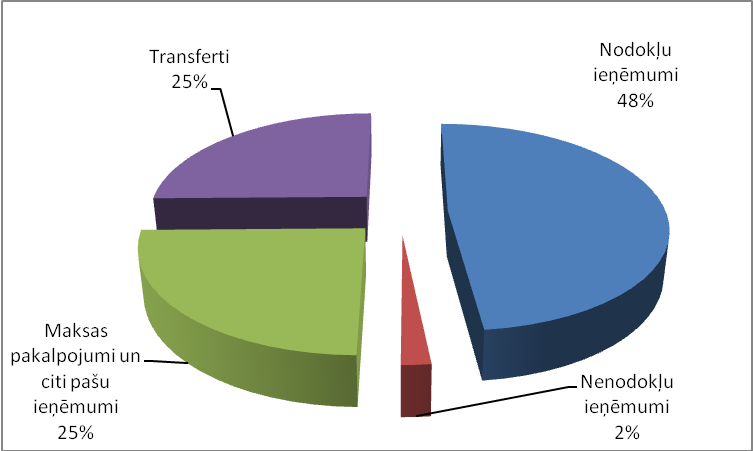 Transferti
25%
Nodokļu
ieņēmumi
48%
Maksas
pakalpojumi un
citi pašu
ieņēmumi
25%
Nenodokļu
ieņēmumi
2%